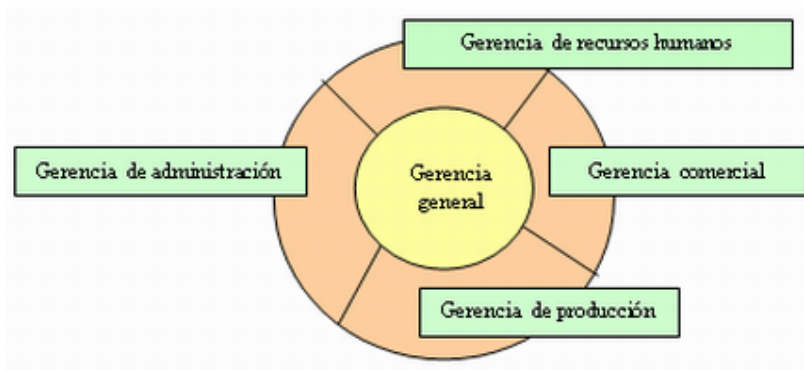 Gerencia de recursos humanos
Gerencia de administración
Gerencia
general
Gerencia comercial
Gerencia de producción